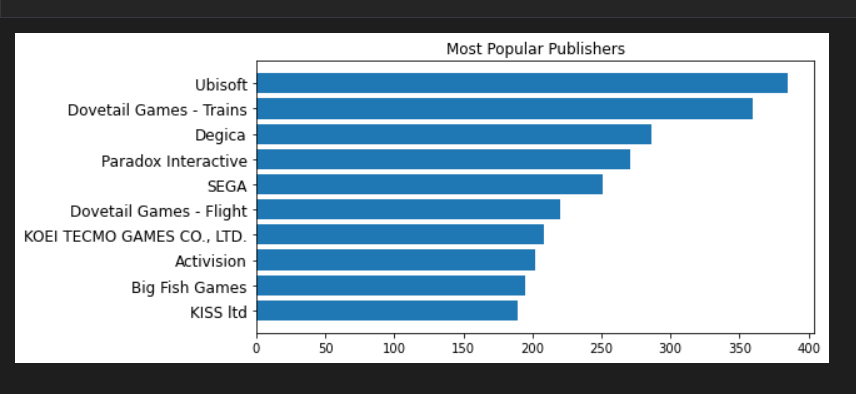 Most Popular Publishers
Ubisoft
Dovetail Games - Trains
Degica
Paradox Interactive
SEGA
Dovetail Games - Flight
KOEI TECMO GAMES CO., LTD.
Activision
Big Fish Games
KISS ltd
0 50 100 150 200 250 300 350 400